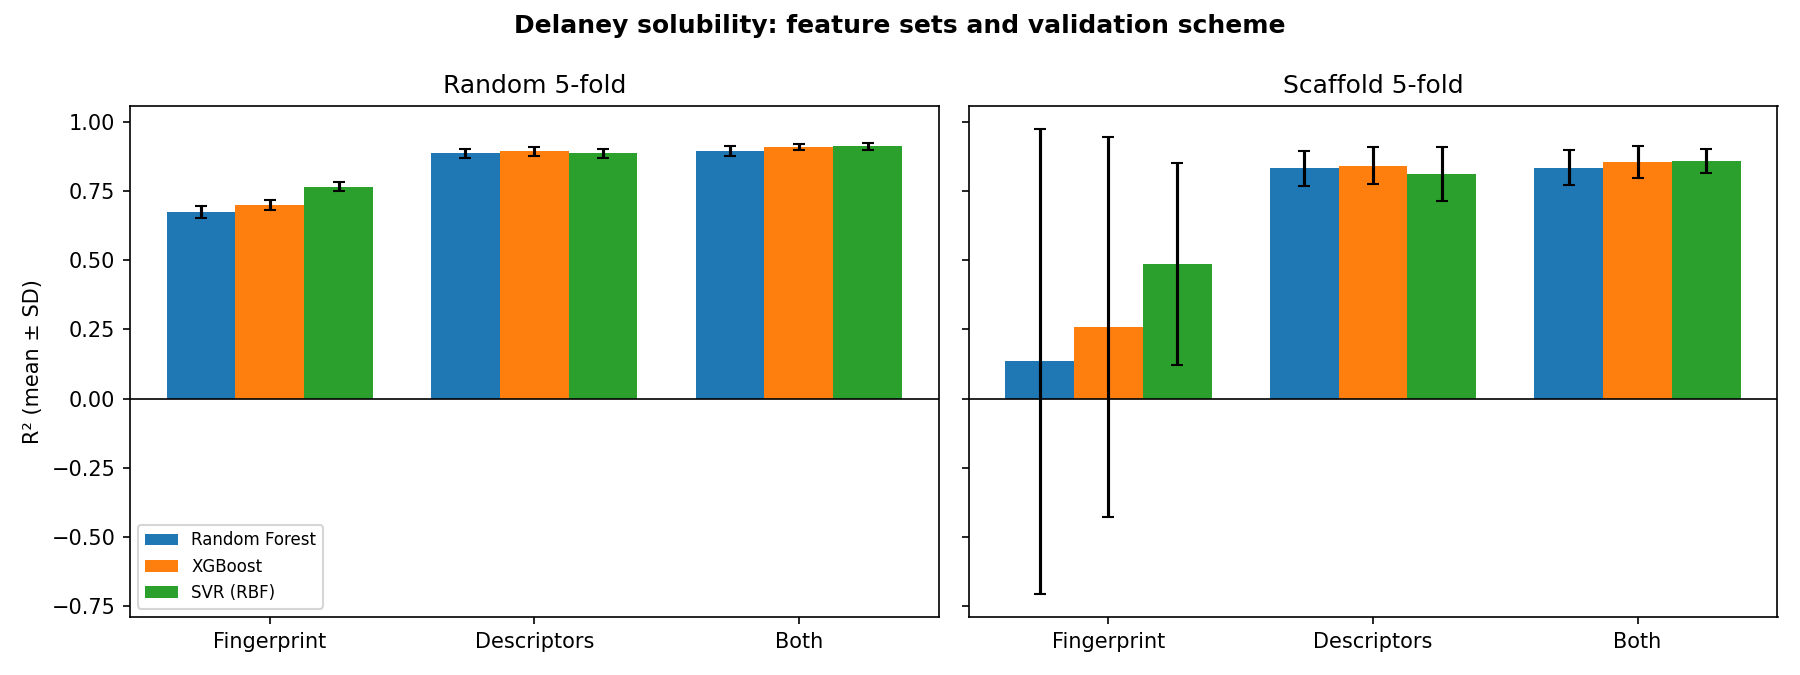 Delaney solubility: feature sets and validation scheme
Random 5-fold
R² (mean ± SD)
1.00
0.75
0.50
0.25
0.00
−0.25
−0.50
−0.75
Random Forest
XGBoost
SVR (RBF)
Fingerprint
Descriptors
Both
Scaffold 5-fold
Fingerprint
Descriptors
Both